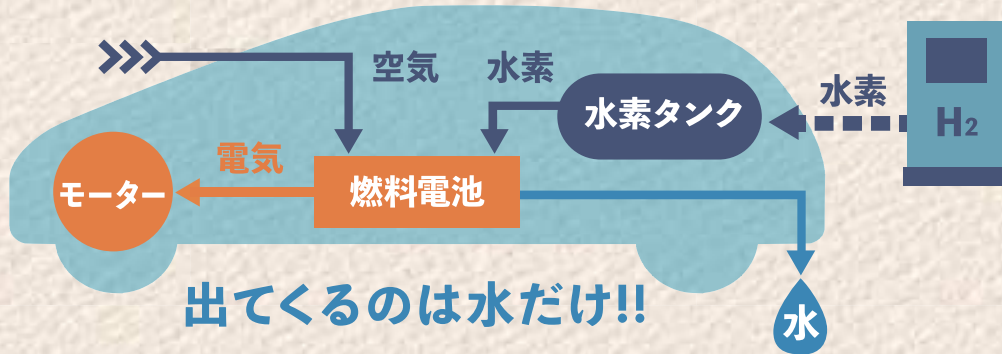 空気
水素
水素タンク
水素
H2
電気
モーター
燃料電池
出てくるのは水だけ!!
水